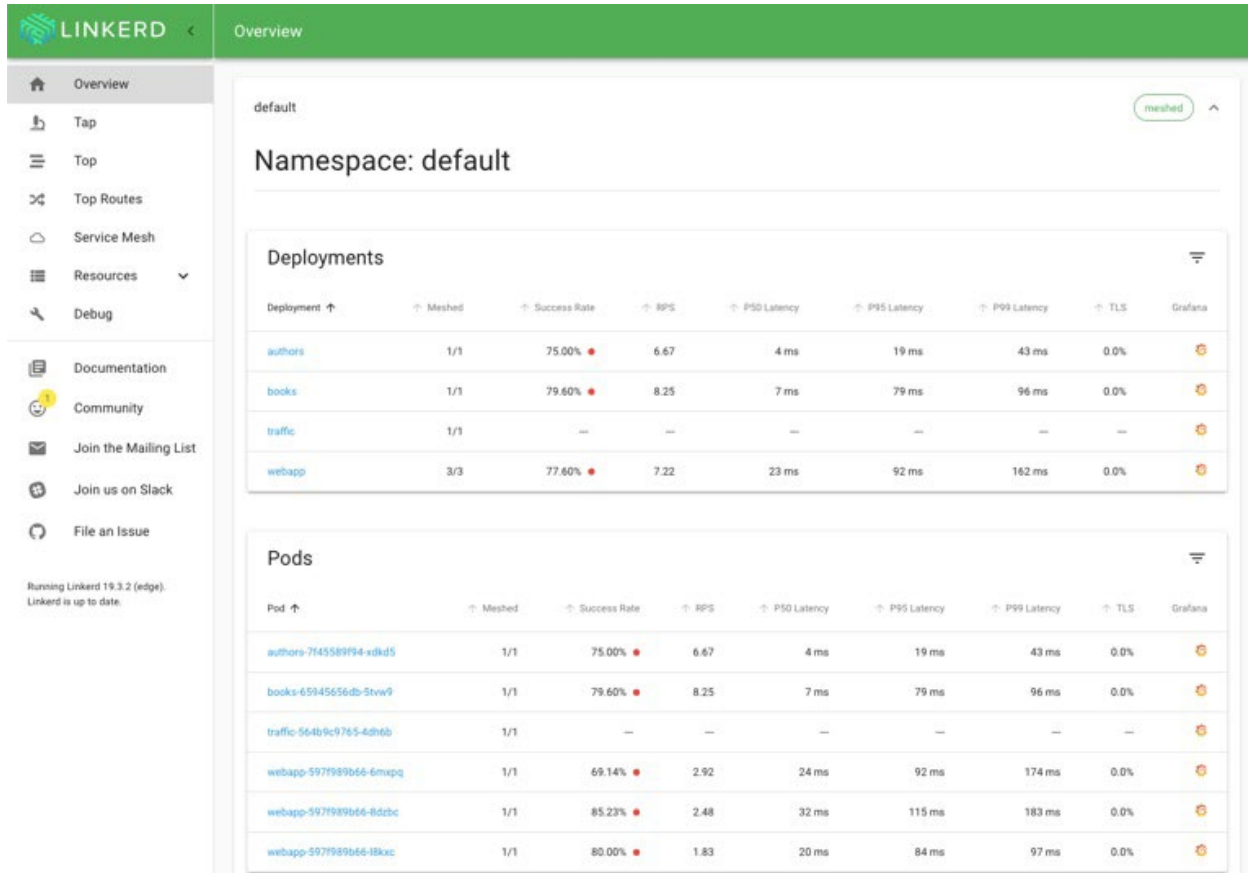 LINKERD
Overview
Overview
Tap
Top
Top Routes
Service Mesh
Resources
Debug
Documentation
1
Community
Join the Mailing List
Join us on Slack
File an Issue
Running Linkerd 19.3.2 (edge).
Linkerd is up to date.
default meshed
Namespace: default
Deployments
Deployment ↑ ↑ Meshed ↑ Success Rate ↑ RPS ↑ P50 Latency ↑ P95 Latency ↑ P99 Latency ↑ TLS Grafana
authors 1/1 75.00% 6.67 4 ms 19 ms 43 ms 0.0%
books 1/1 79.60% 8.25 7 ms 79 ms 96 ms 0.0%
traffic 1/1 --- --- --- --- --- ---
webapp 3/3 77.60% 7.22 23 ms 92 ms 162 ms 0.0%
Pods
Pod ↑ ↑ Meshed ↑ Success Rate ↑ RPS ↑ P50 Latency ↑ P95 Latency ↑ P99 Latency ↑ TLS Grafana
authors-7f45589f94-xdkd5 1/1 75.00% 6.67 4 ms 19 ms 43 ms 0.0%
books-65945656db-5tvw9 1/1 79.60% 8.25 7 ms 79 ms 96 ms 0.0%
traffic-564b9c9765-4dh6b 1/1 --- --- --- --- --- ---
webapp-597f989b66-6mxpq 1/1 69.14% 2.92 24 ms 92 ms 174 ms 0.0%
webapp-597f989b66-8dzbc 1/1 85.23% 2.48 32 ms 115 ms 183 ms 0.0%
webapp-597f989b66-l8kxc 1/1 80.00% 1.83 20 ms 84 ms 97 ms 0.0%